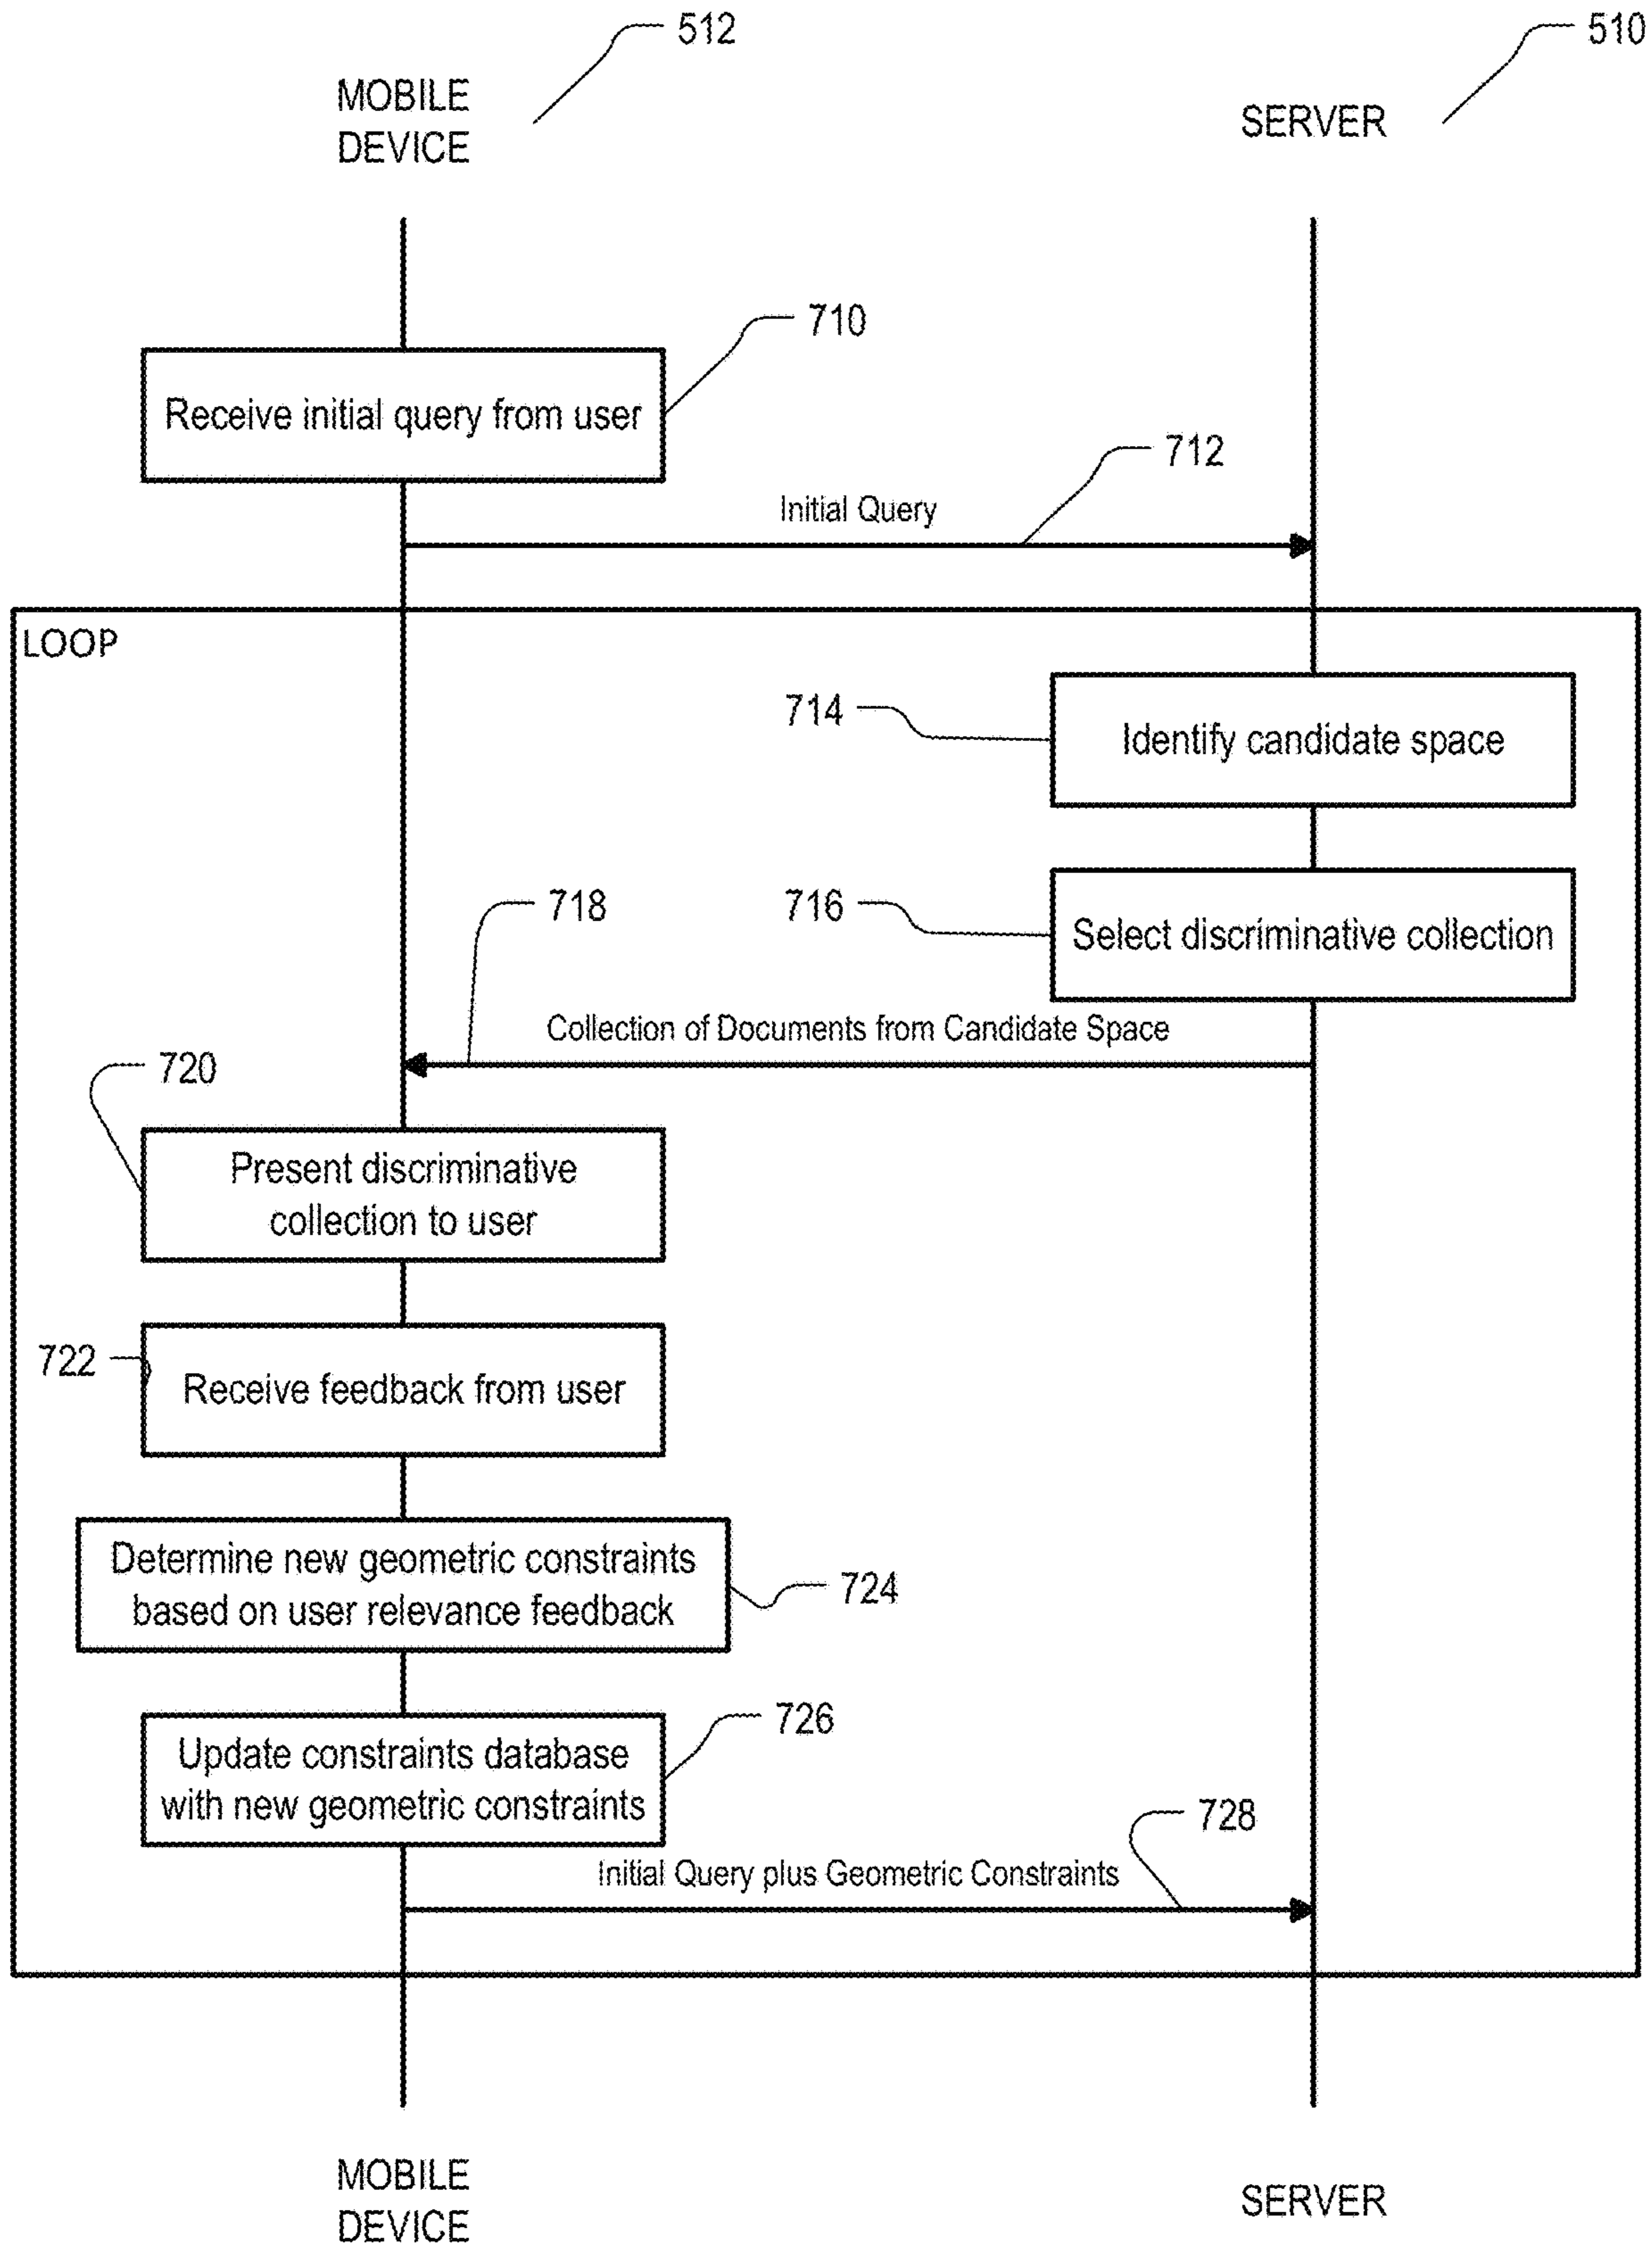 512
510
MOBILE
DEVICE
SERVER
710
Receive initial query from user
712
Initial Query
LOOP
714
Identify candidate space
718
716
Select discriminative collection
Collection of Documents from Candidate Space
720
Present discriminative
collection to user
722
Receive feedback from user
Determine new geometric constraints
based on user relevance feedback
724
726
Update constraints database
with new geometric constraints
728
Initial Query plus Geometric Constraints
MOBILE
DEVICE
SERVER